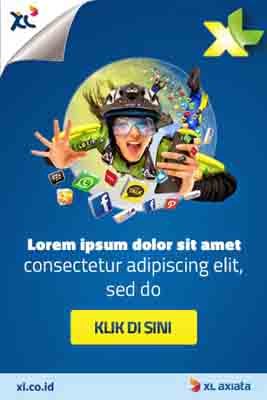 XL
XL
Lorem ipsum dolor sit amet
consectetur adipiscing elit,
sed do
KLIK DI SINI
xl.co.id
XL axiata